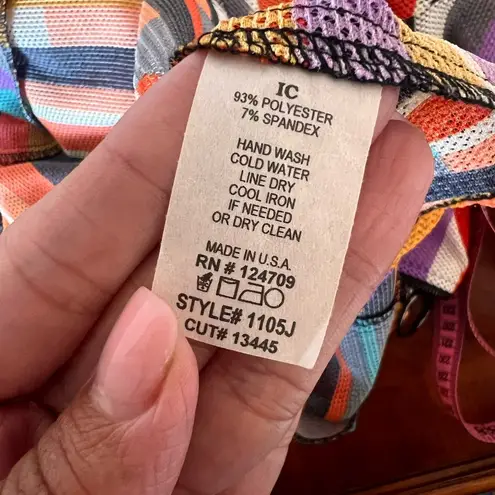 IC
93% POLYESTER
7% SPANDEX
HAND WASH
COLD WATER
LINE DRY
COOL IRON
IF NEEDED
OR DRY CLEAN
MADE IN U.S.A.
RN # 124709
STYLE# 1105J
CUT# 13445